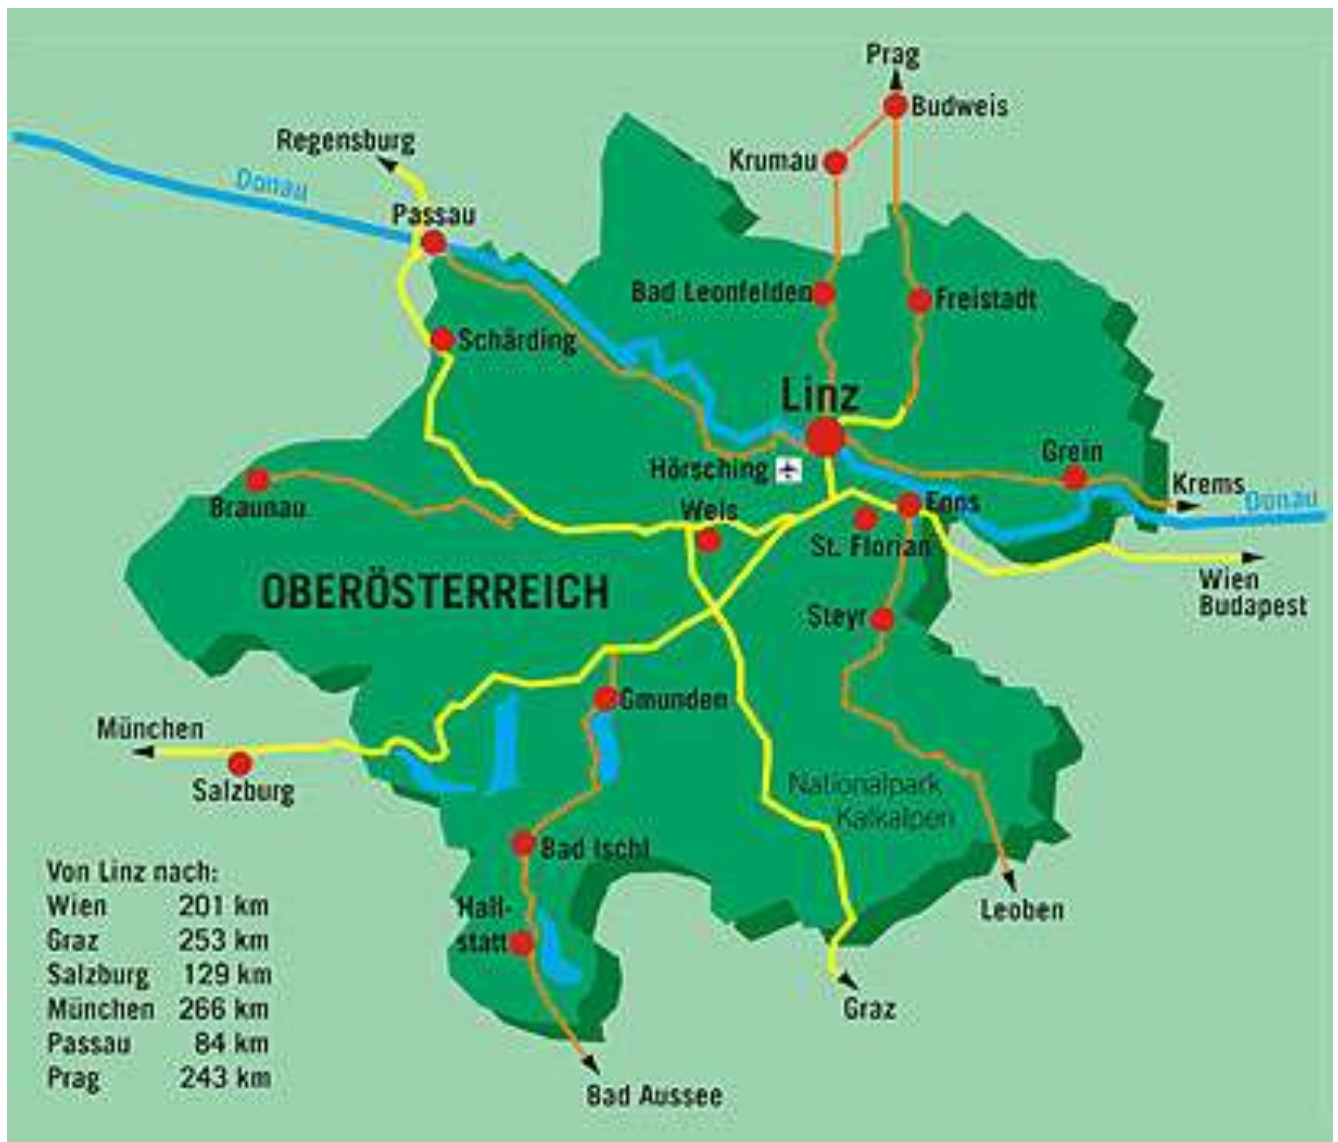 Prag
Budweis
Regensburg
Krumau
Donau
Passau
Bad Leonfelden
Freistadt
Schärding
Linz
Grein
Hörsching
Krems
Donau
Braunau
Wels
Enns
St. Florian
Wien
Budapest
OBERÖSTERREICH
Steyr
Gmunden
München
Salzburg
Nationalpark
Kalkalpen
Bad Ischl
Von Linz nach:
Wien 201 km
Graz 253 km
Salzburg 129 km
München 266 km
Passau 84 km
Prag 243 km
Hall-
statt
Leoben
Graz
Bad Aussee